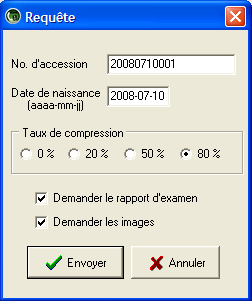 Requête
No. d'accession 20080710001
Date de naissance 2008-07-10
(aaaa-mm-jj)
Taux de compression
0 % 20 % 50 % 80 %
Demander le rapport d'examen
Demander les images
Envoyer Annuler